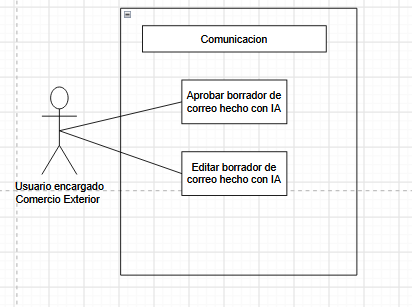 Comunicacion
Aprobar borrador de
correo hecho con IA
Editar borrador de
correo hecho con IA
Usuario encargado
Comercio Exterior